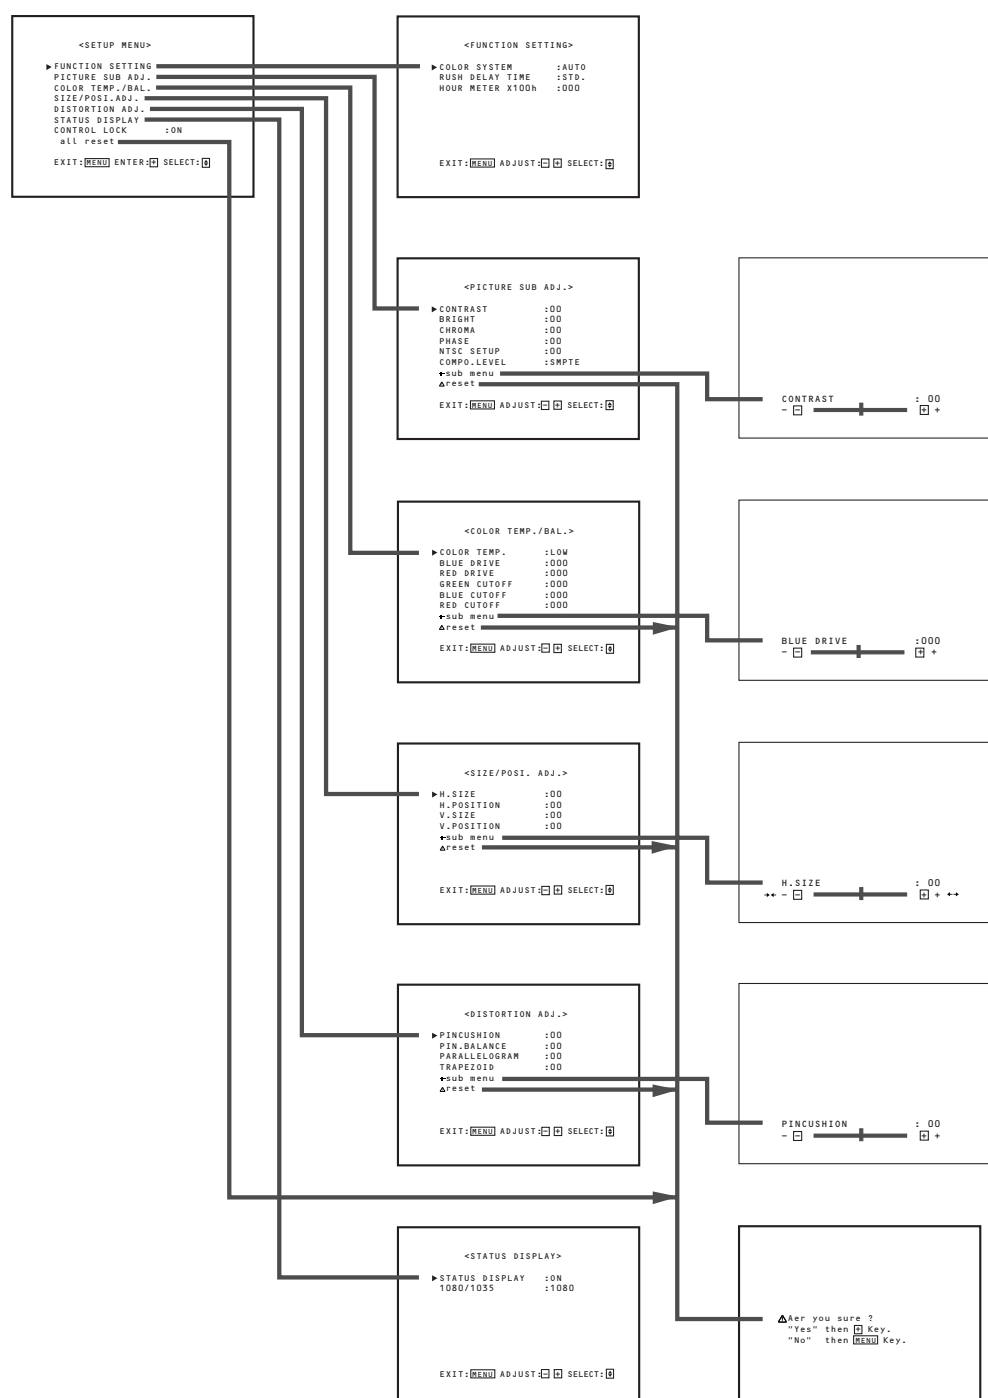 <SETUP MENU>
▶FUNCTION SETTING
PICTURE SUB ADJ.
COLOR TEMP./BAL.
SIZE/POSI.ADJ.
DISTORTION ADJ.
STATUS DISPLAY
CONTROL LOCK :ON
all reset
EXIT:MENU ENTER:+ SELECT:
<FUNCTION SETTING>
▶COLOR SYSTEM :AUTO
RUSH DELAY TIME :STD.
HOUR METER X100h :000
EXIT:MENU ADJUST:- + SELECT:
<PICTURE SUB ADJ.>
▶CONTRAST :00
BRIGHT :00
CHROMA :00
PHASE :00
NTSC SETUP :00
COMPO.LEVEL :SMPTE
sub menu
reset
EXIT:MENU ADJUST:- + SELECT:
CONTRAST : 00
- - + +
<COLOR TEMP./BAL.>
▶COLOR TEMP. :LOW
BLUE DRIVE :000
RED DRIVE :000
GREEN CUTOFF :000
BLUE CUTOFF :000
RED CUTOFF :000
sub menu
reset
EXIT:MENU ADJUST:- + SELECT:
BLUE DRIVE :000
- - + +
<SIZE/POSI. ADJ.>
▶H.SIZE :00
H.POSITION :00
V.SIZE :00
V.POSITION :00
sub menu
reset
EXIT:MENU ADJUST:- + SELECT:
H.SIZE : 00
→← - - + + ←→
<DISTORTION ADJ.>
▶PINCUSHION :00
PIN.BALANCE :00
PARALLELOGRAM :00
TRAPEZOID :00
sub menu
reset
EXIT:MENU ADJUST:- + SELECT:
PINCUSHION : 00
- - + +
<STATUS DISPLAY>
▶STATUS DISPLAY :ON
1080/1035 :1080
EXIT:MENU ADJUST:- + SELECT:
Aer you sure ?
"Yes" then + Key.
"No" then MENU Key.